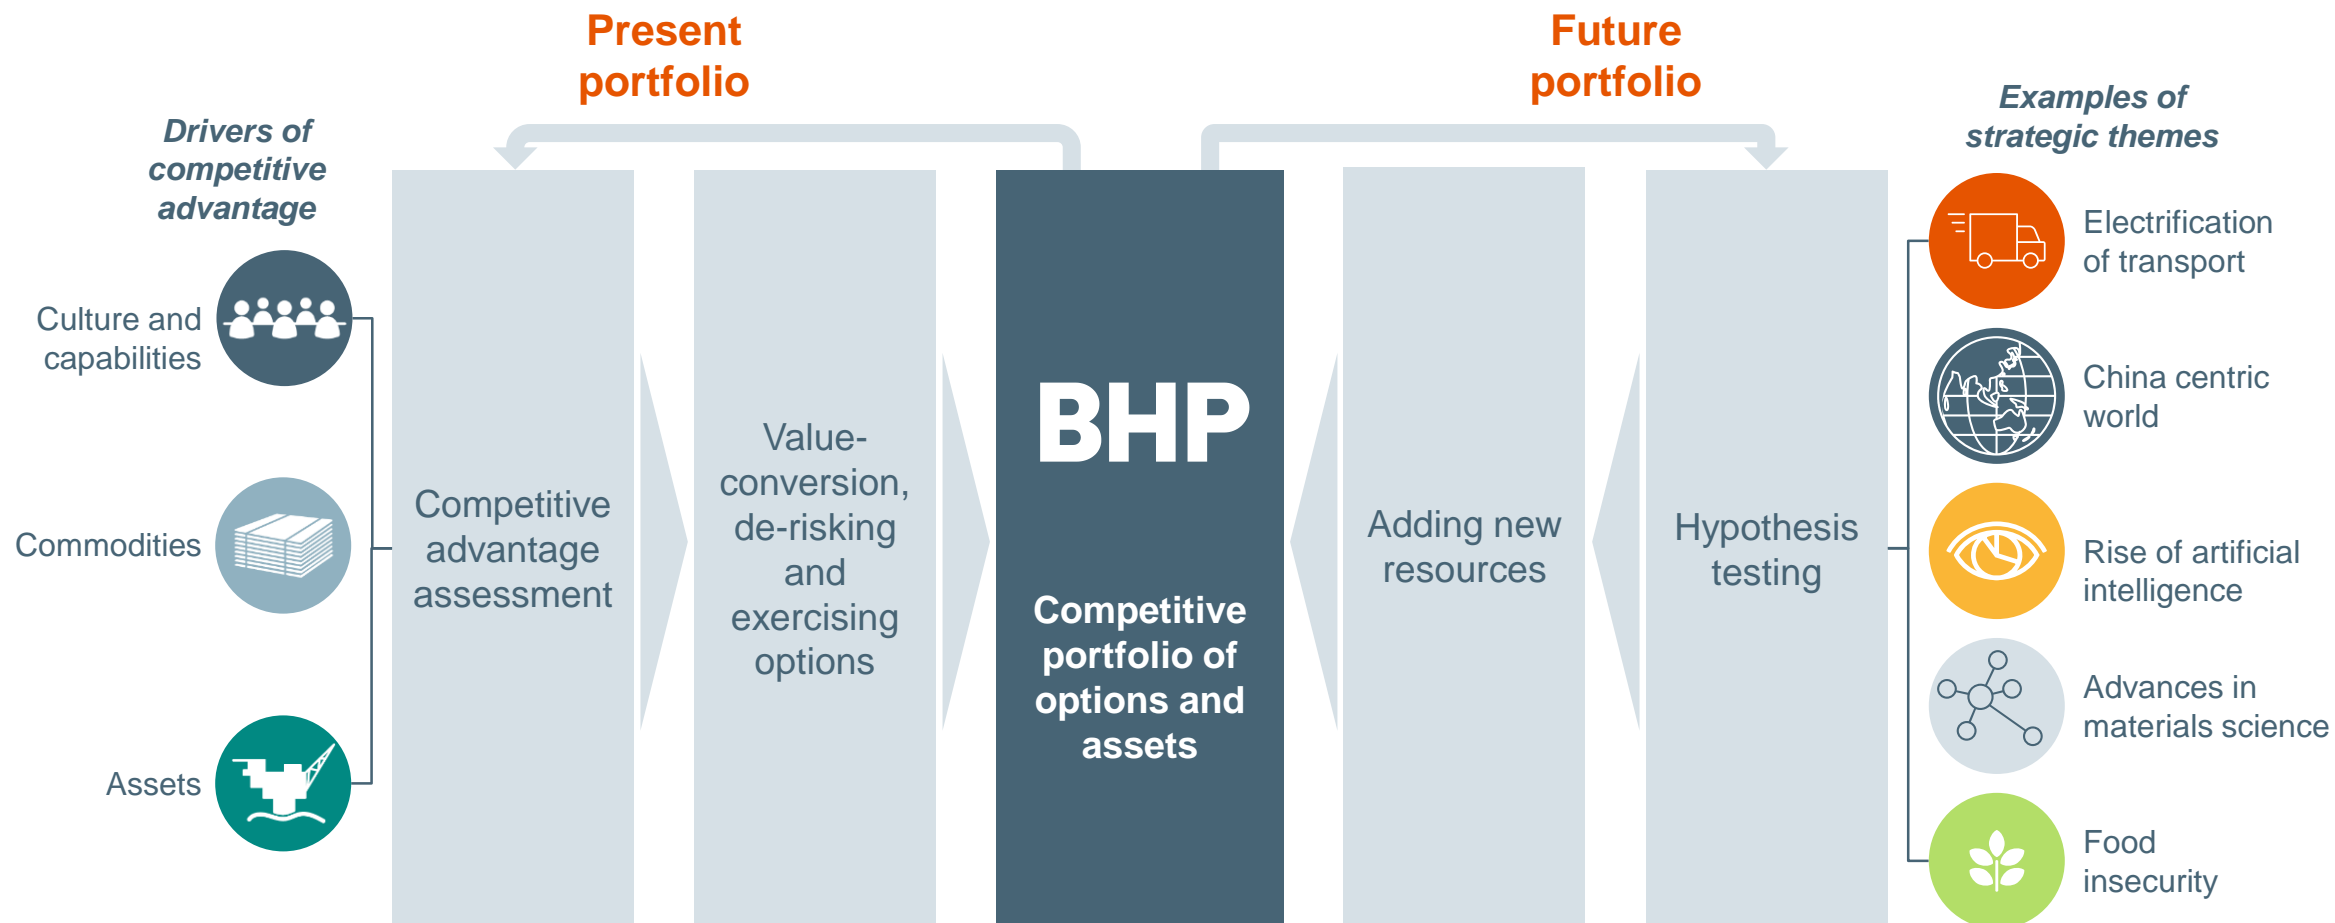 Present
portfolio
Future
portfolio
Drivers of
competitive
advantage
Culture and
capabilities
Commodities
Assets
Competitive
advantage
assessment
Value-
conversion,
de-risking
and
exercising
options
BHP
Competitive
portfolio of
options and
assets
Adding new
resources
Hypothesis
testing
Examples of
strategic themes
Electrification
of transport
China centric
world
Rise of artificial
intelligence
Advances in
materials science
Food
insecurity